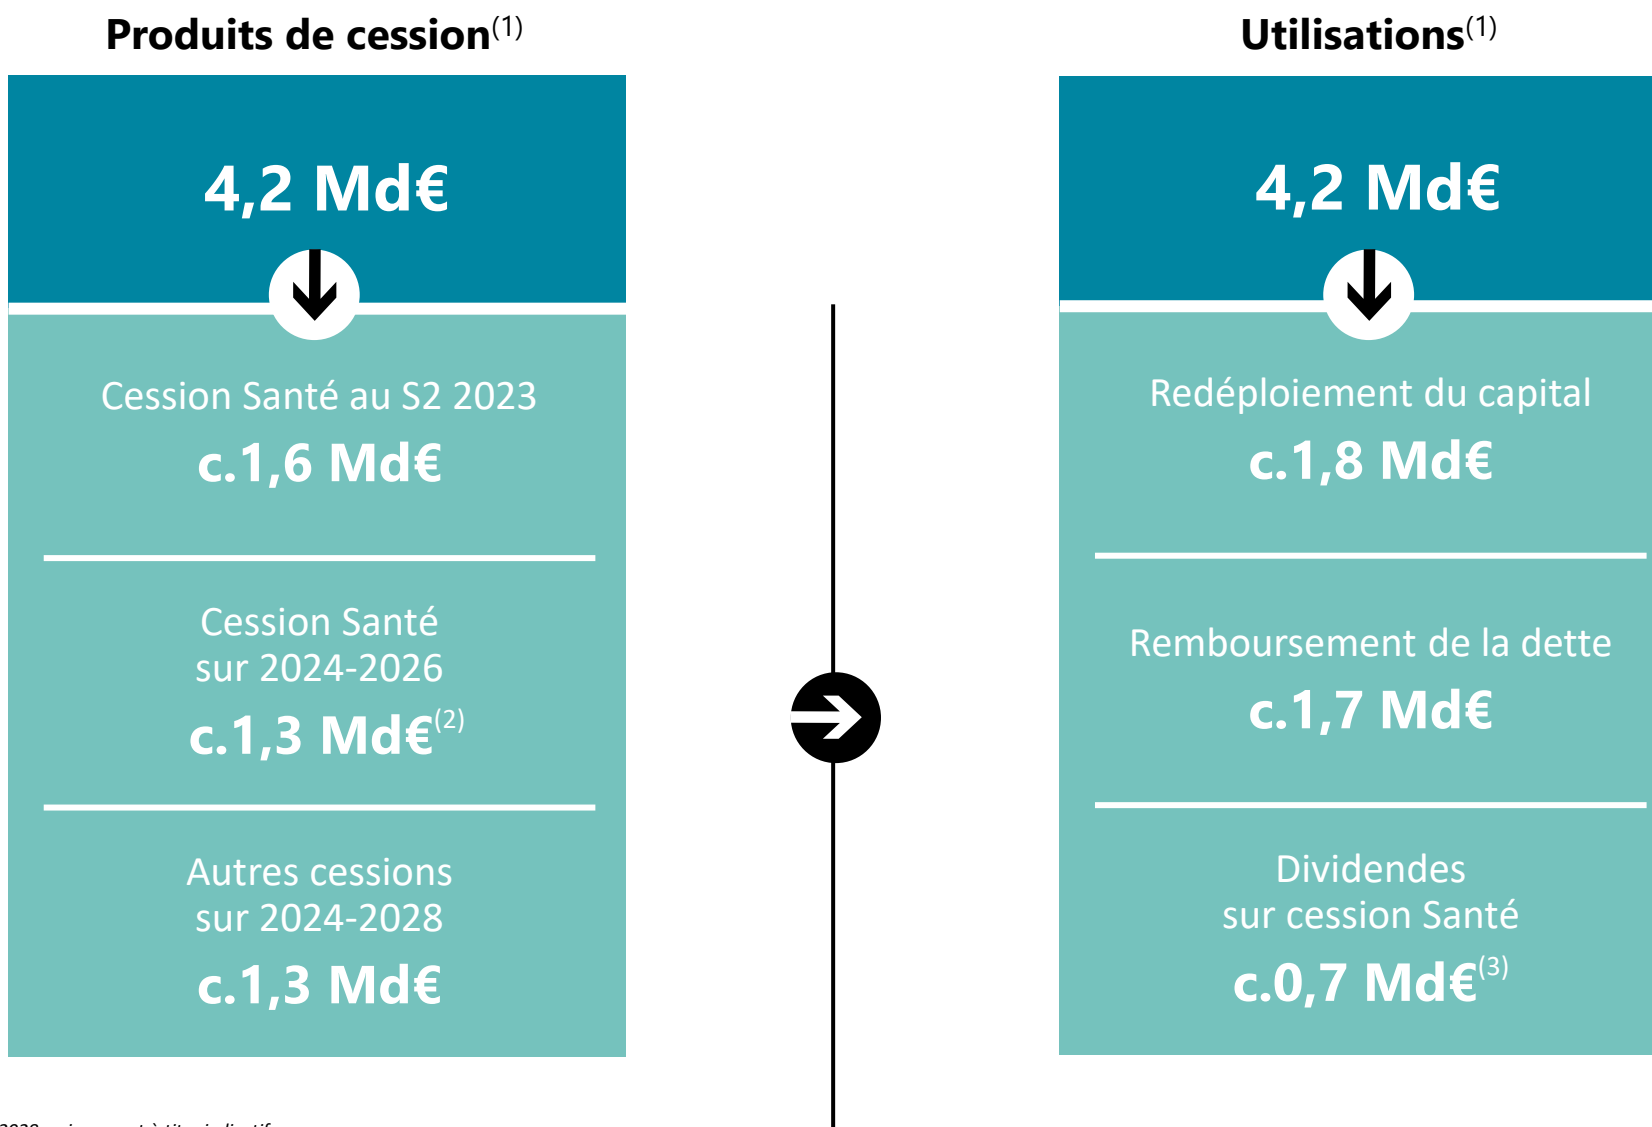 Produits de cession(1)
4,2 Md€
Cession Santé au S2 2023
c.1,6 Md€
Cession Santé
sur 2024-2026
c.1,3 Md€(2)
Autres cessions
sur 2024-2028
c.1,3 Md€
Utilisations(1)
4,2 Md€
Redéploiement du capital
c.1,8 Md€
Remboursement de la dette
c.1,7 Md€
Dividendes
sur cession Santé
c.0,7 Md€(3)